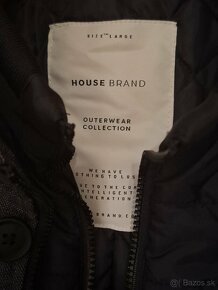 SIZE LARGE
HOUSE BRAND
OUTERWEAR
COLLECTION
WE HAVE
NOTHING TO LOSE
DUE TO THE
INTELLIGENT
GENERATION
BRAND
Bazos.sk